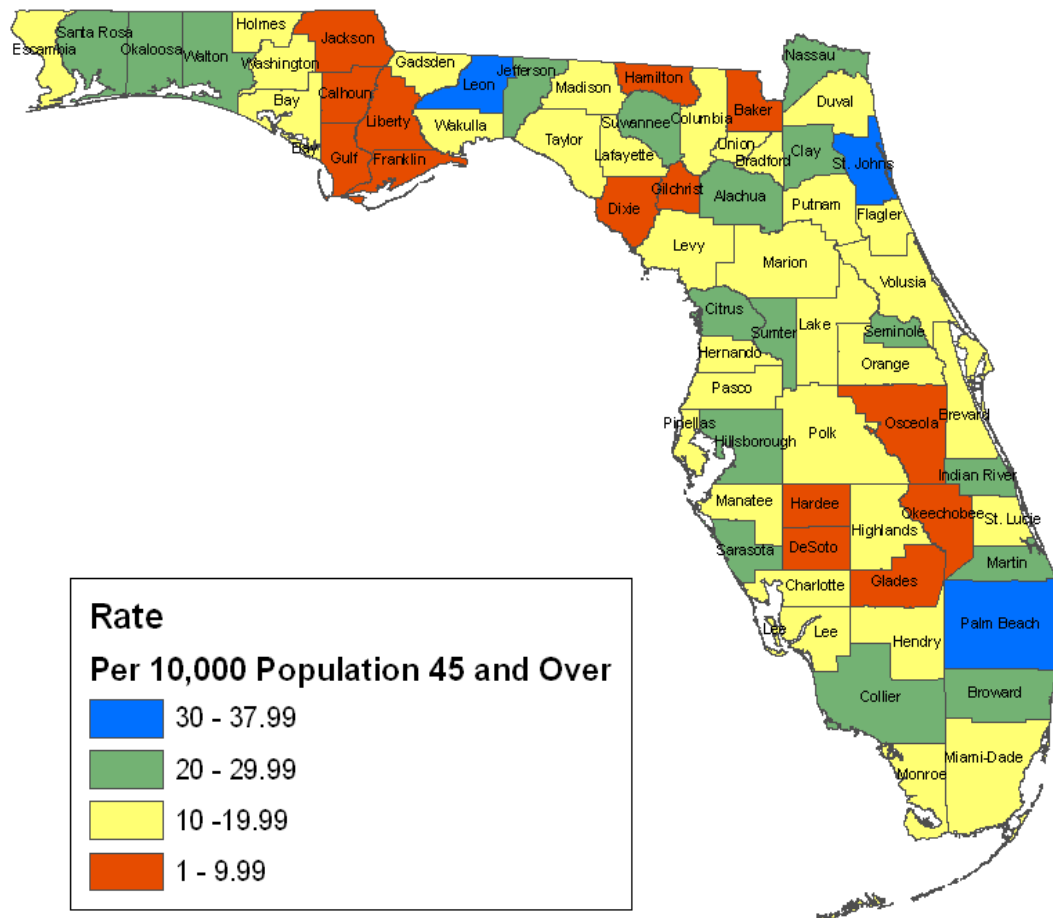 Holmes
Jackson
Santa Rosa
Okaloosa
Walton
Escambia
Washington
Gadsden
Leon
Jefferson
Madison
Hamilton
Nassau
Calhoun
Bay
Liberty
Wakulla
Taylor
Suwannee
Columbia
Baker
Duval
Bay
Gulf
Franklin
Lafayette
Union
Bradford
Clay
St. Johns
Dixie
Gilchrist
Alachua
Putnam
Flagler
Levy
Marion
Volusia
Citrus
Sumter
Lake
Seminole
Hernando
Orange
Pasco
Brevard
Pinellas
Hillsborough
Polk
Osceola
Indian River
Manatee
Hardee
Highlands
Okeechobee
St. Lucie
Sarasota
DeSoto
Martin
Charlotte
Glades
Lee
Lee
Hendry
Palm Beach
Collier
Broward
Monroe
Miami-Dade
Rate
Per 10,000 Population 45 and Over
30 - 37.99
20 - 29.99
10 -19.99
1 - 9.99